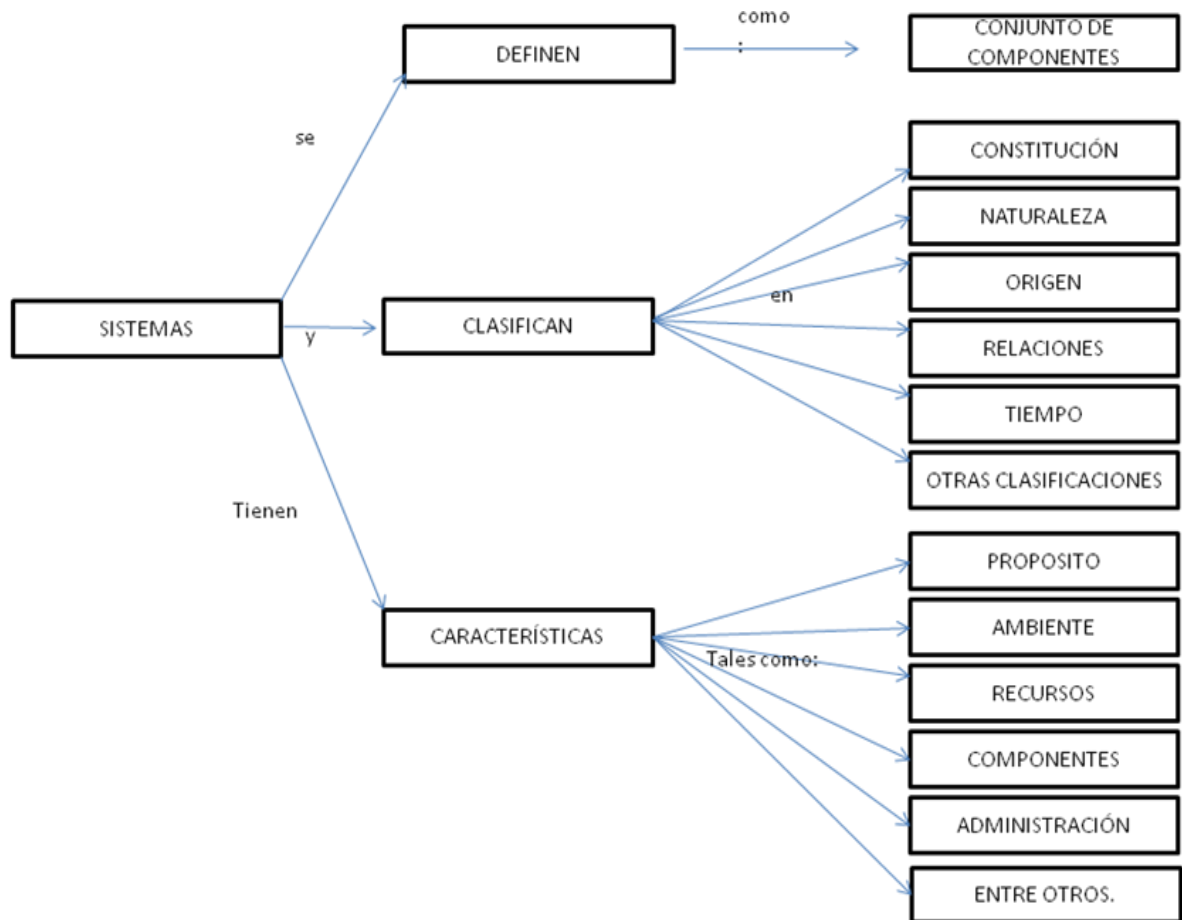 como
:
DEFINEN
CONJUNTO DE
COMPONENTES
se
CONSTITUCIÓN
NATURALEZA
ORIGEN
en
SISTEMAS
y
CLASIFICAN
RELACIONES
TIEMPO
OTRAS CLASIFICACIONES
Tienen
PROPOSITO
AMBIENTE
CARACTERÍSTICAS
Tales como:
RECURSOS
COMPONENTES
ADMINISTRACIÓN
ENTRE OTROS.